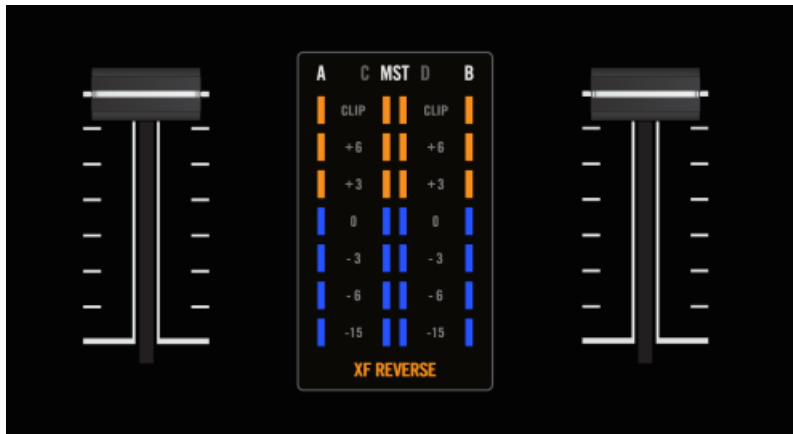 A C MST D B
CLIP CLIP
+6 +6
+3 +3
0 0
-3 -3
-6 -6
-15 -15
XF REVERSE